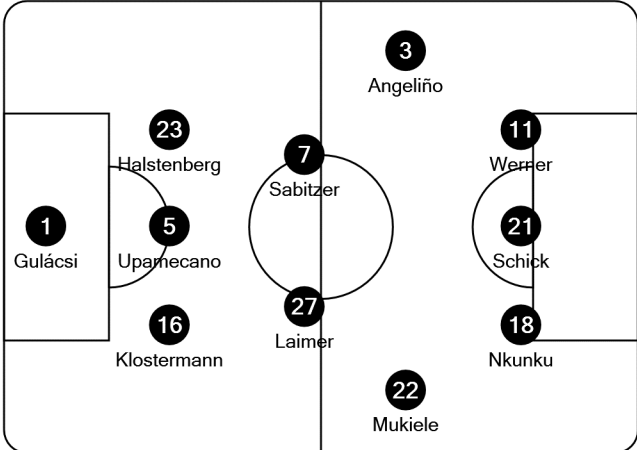 3
Angeliño
23
Halstenberg
11
Werner
7
Sabitzer
1
Gulácsi
5
Upamecano
21
Schick
16
Klostermann
27
Laimer
18
Nkunku
22
Mukiele